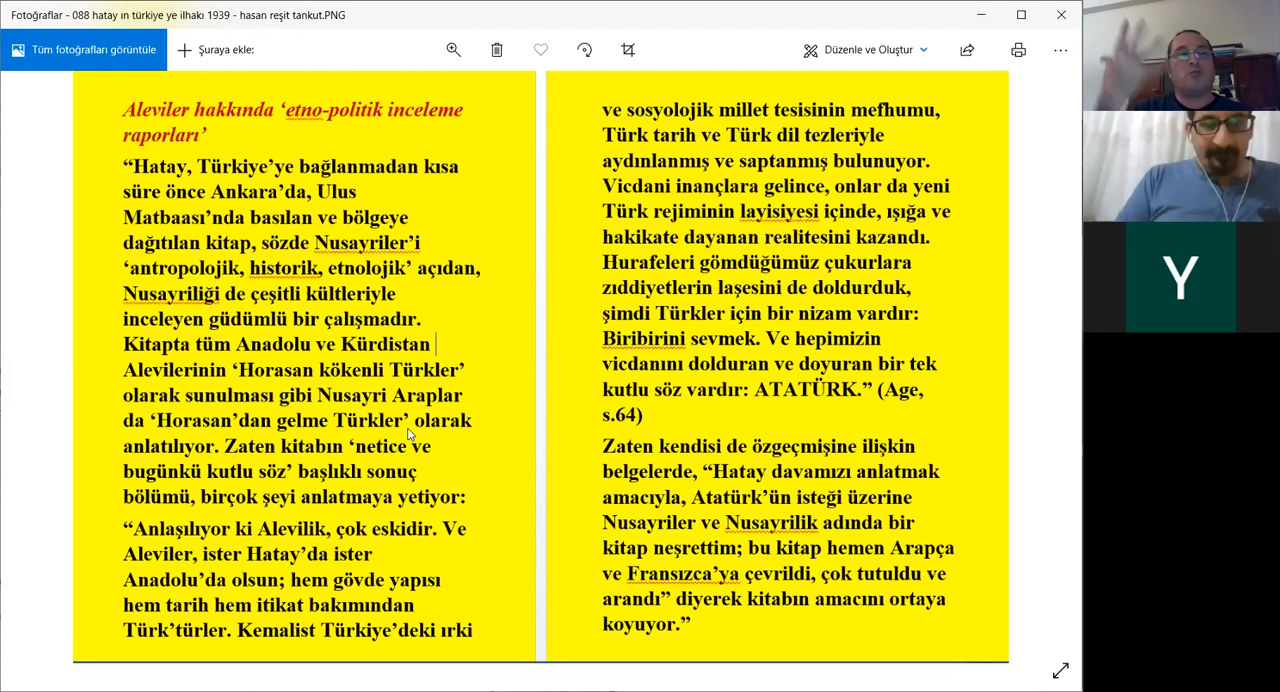 Fotoğraflar - 088 hatay ın türkiye ye ilhakı 1939 - hasan reşit tankut.PNG
Tüm fotoğrafları görüntüle
Şuraya ekle:
Düzenle ve Oluştur
Aleviler hakkında ‘etno-politik inceleme
raporları’
“Hatay, Türkiye’ye bağlanmadan kısa
süre önce Ankara’da, Ulus
Matbaası’nda basılan ve bölgeye
dağıtılan kitap, sözde Nusayriler’i
‘antropolojik, historik, etnolojik’ açıdan,
Nusayriliği de çeşitli kültleriyle
inceleyen güdümlü bir çalışmadır.
Kitapta tüm Anadolu ve Kürdistan
Alevilerinin ‘Horasan kökenli Türkler’
olarak sunulması gibi Nusayri Araplar
da ‘Horasan’dan gelme Türkler’ olarak
anlatılıyor. Zaten kitabın ‘netice ve
bugünkü kutlu söz’ başlıklı sonuç
bölümü, birçok şeyi anlatmaya yetiyor:
“Anlaşılıyor ki Alevilik, çok eskidir. Ve
Aleviler, ister Hatay’da ister
Anadolu’da olsun; hem gövde yapısı
hem tarih hem itikat bakımından
Türk’türler. Kemalist Türkiye’deki ırki
ve sosyolojik millet tesisinin mefhumu,
Türk tarih ve Türk dil tezleriyle
aydınlanmış ve saptanmış bulunuyor.
Vicdani inançlara gelince, onlar da yeni
Türk rejiminin layisiyesi içinde, ışığa ve
hakikate dayanan realitesini kazandı.
Hurafeleri gömdüğümüz çukurlara
zıddiyetlerin laşesini de doldurduk,
şimdi Türkler için bir nizam vardır:
Biribirini sevmek. Ve hepimizin
vicdanını dolduran ve doyuran bir tek
kutlu söz vardır: ATATÜRK.” (Age,
s.64)
Zaten kendisi de özgeçmişine ilişkin
belgelerde, “Hatay davamızı anlatmak
amacıyla, Atatürk’ün isteği üzerine
Nusayriler ve Nusayrilik adında bir
kitap neşrettim; bu kitap hemen Arapça
ve Fransızca’ya çevrildi, çok tutuldu ve
arandı” diyerek kitabın amacını ortaya
koyuyor.”
Y